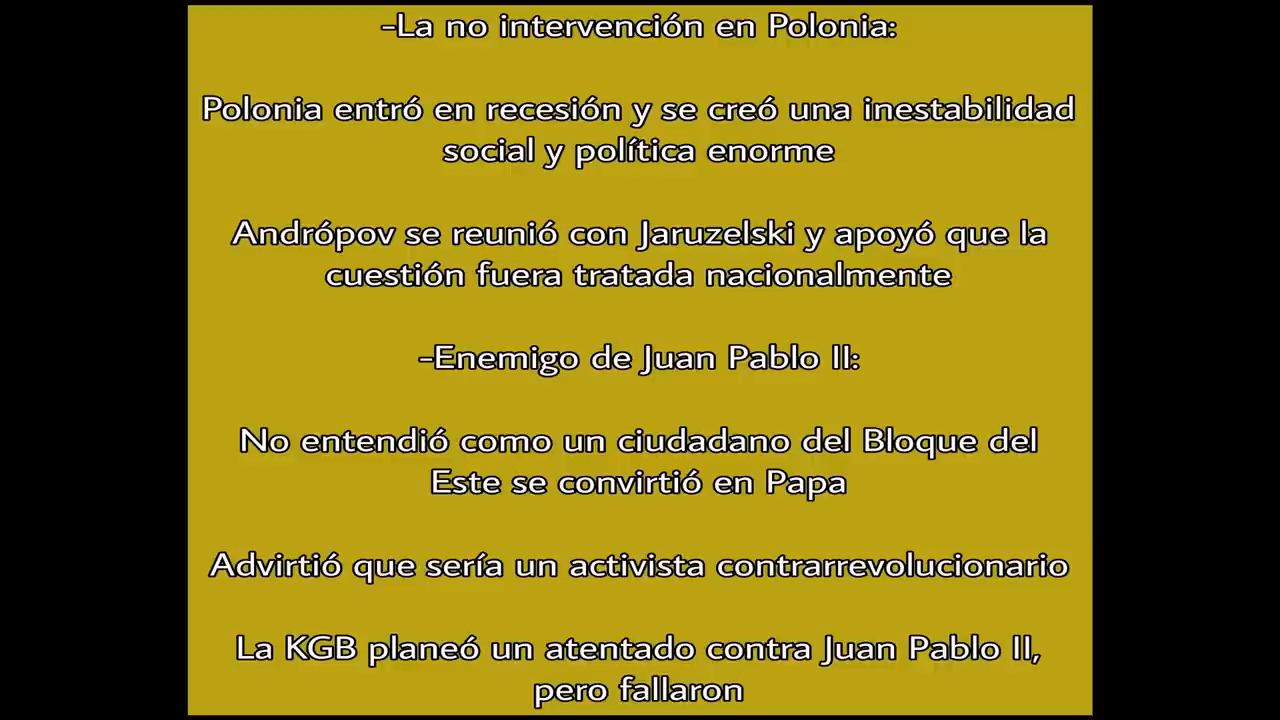 -La no intervención en Polonia:
Polonia entró en recesión y se creó una inestabilidad
social y política enorme
Andrópov se reunió con Jaruzelski y apoyó que la
cuestión fuera tratada nacionalmente
-Enemigo de Juan Pablo II:
No entendió como un ciudadano del Bloque del
Este se convirtió en Papa
Advirtió que sería un activista contrarrevolucionario
La KGB planeó un atentado contra Juan Pablo II,
pero fallaron